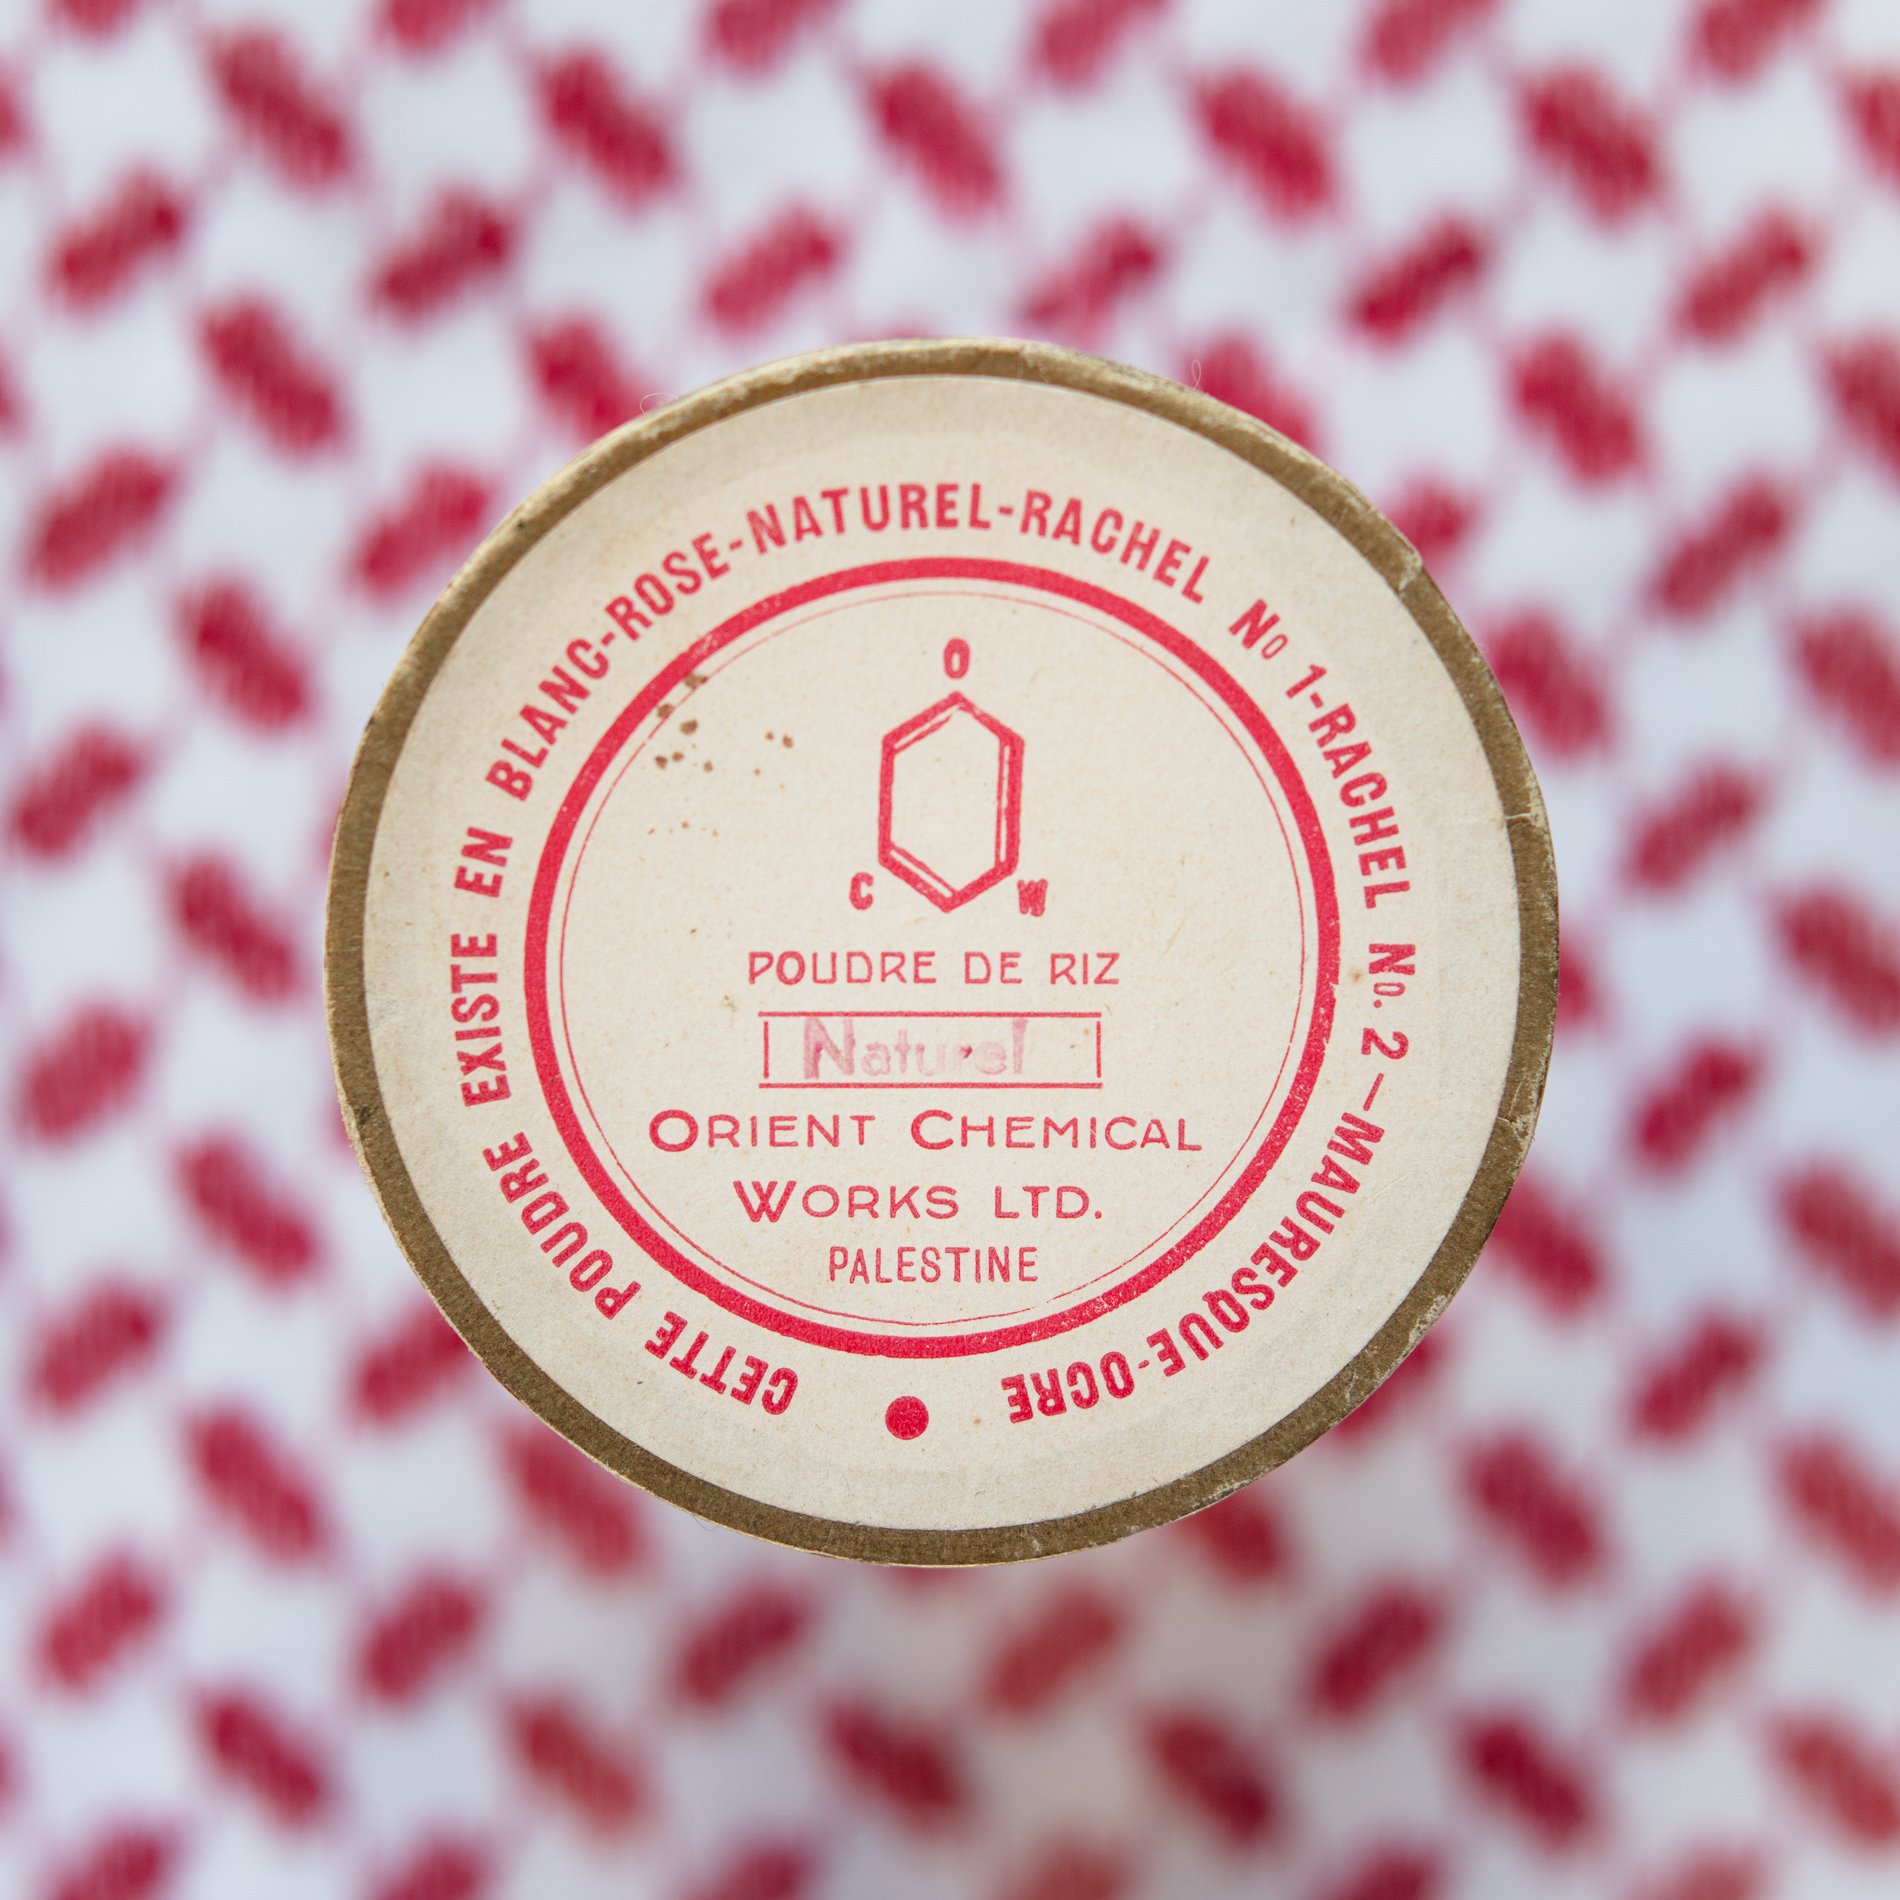 CETTE POUDRE EXISTE EN BLANC-ROSE-NATUREL-RACHEL No 1-RACHEL No. 2-MAURESQUE-OCRE
O
C W
POUDRE DE RIZ
Naturel
ORIENT CHEMICAL
WORKS LTD.
PALESTINE